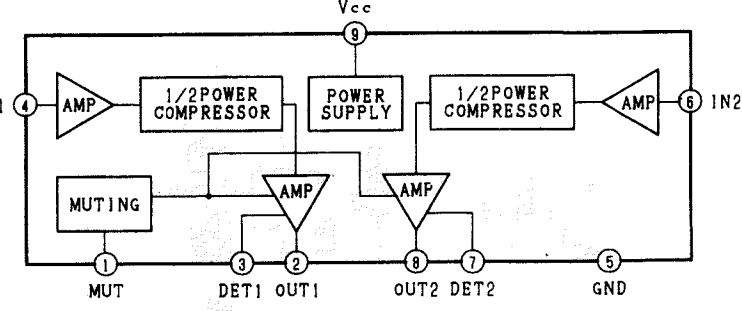 Vcc
9
4
AMP
1/2POWER
COMPRESSOR
POWER
SUPPLY
1/2POWER
COMPRESSOR
AMP
6
IN2
MUTING
AMP
AMP
1
3
2
8
7
5
MUT
DET1
OUT1
OUT2
DET2
GND